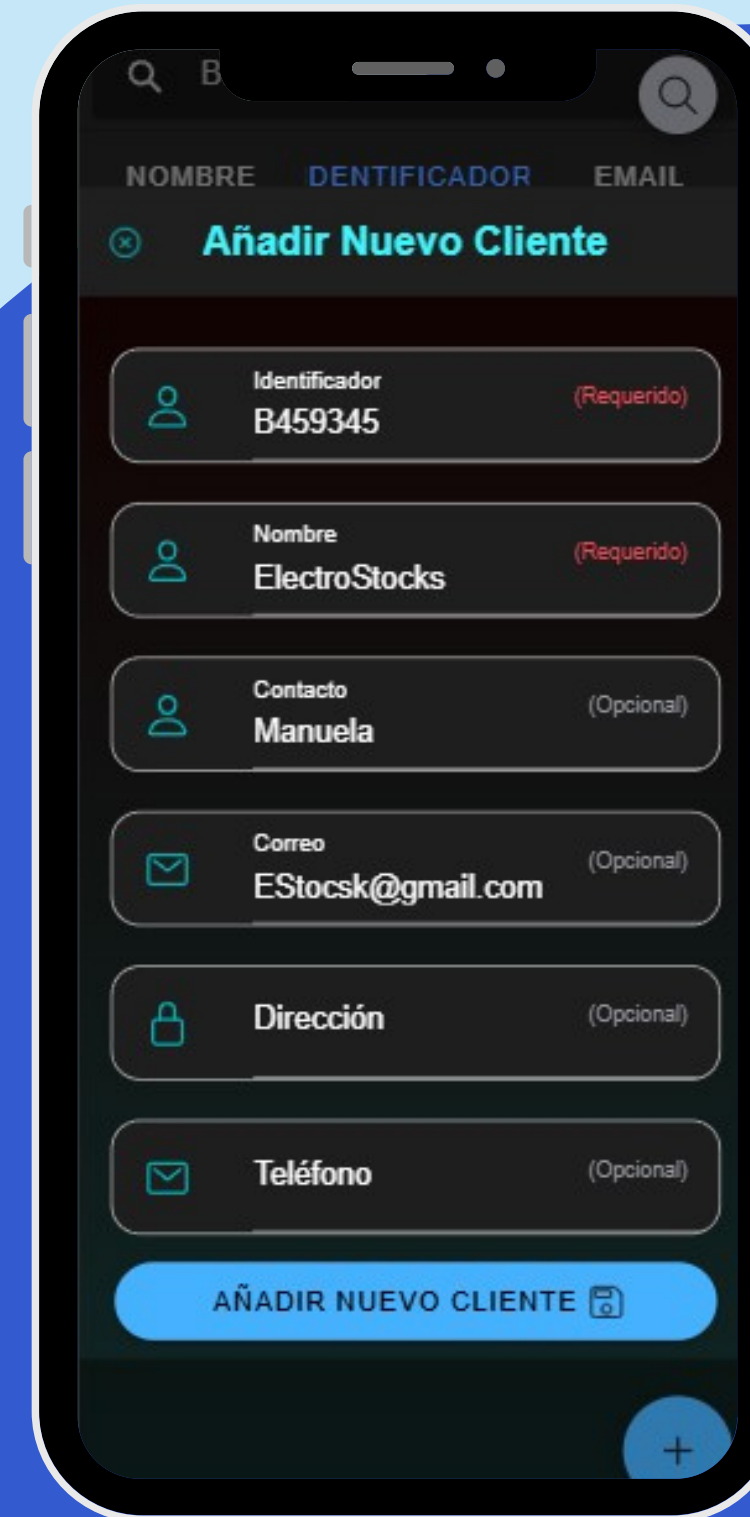 B
NOMBRE DENTIFICADOR EMAIL
Añadir Nuevo Cliente
Identificador
B459345
(Requerido)
Nombre
ElectroStocks
(Requerido)
Contacto
Manuela
(Opcional)
Correo
EStocsk@gmail.com
(Opcional)
Dirección
(Opcional)
Teléfono
(Opcional)
AÑADIR NUEVO CLIENTE
+